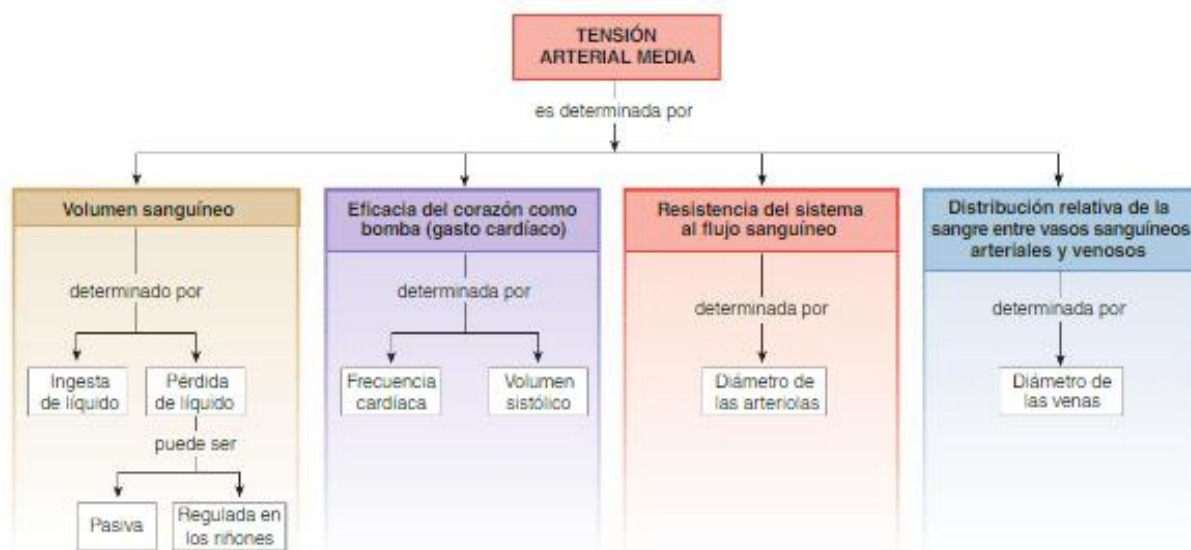 TENSIÓN
ARTERIAL MEDIA
es determinada por
Volumen sanguíneo
determinado por
Ingesta
de líquido
Pérdida
de líquido
puede ser
Pasiva
Regulada en
los riñones
Eficacia del corazón como
bomba (gasto cardíaco)
determinada por
Frecuencia
cardíaca
Volumen
sistólico
Resistencia del sistema
al flujo sanguíneo
determinada por
Diámetro de
las arteriolas
Distribución relativa de la
sangre entre vasos sanguíneos
arteriales y venosos
determinada por
Diámetro de
las venas